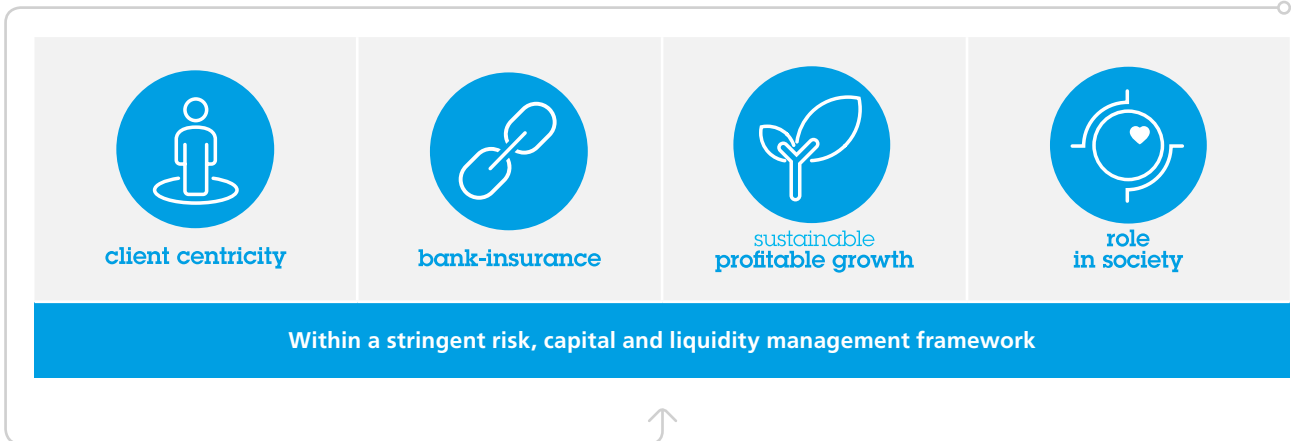 client centricity
bank-insurance
sustainable
profitable growth
role
in society
Within a stringent risk, capital and liquidity management framework